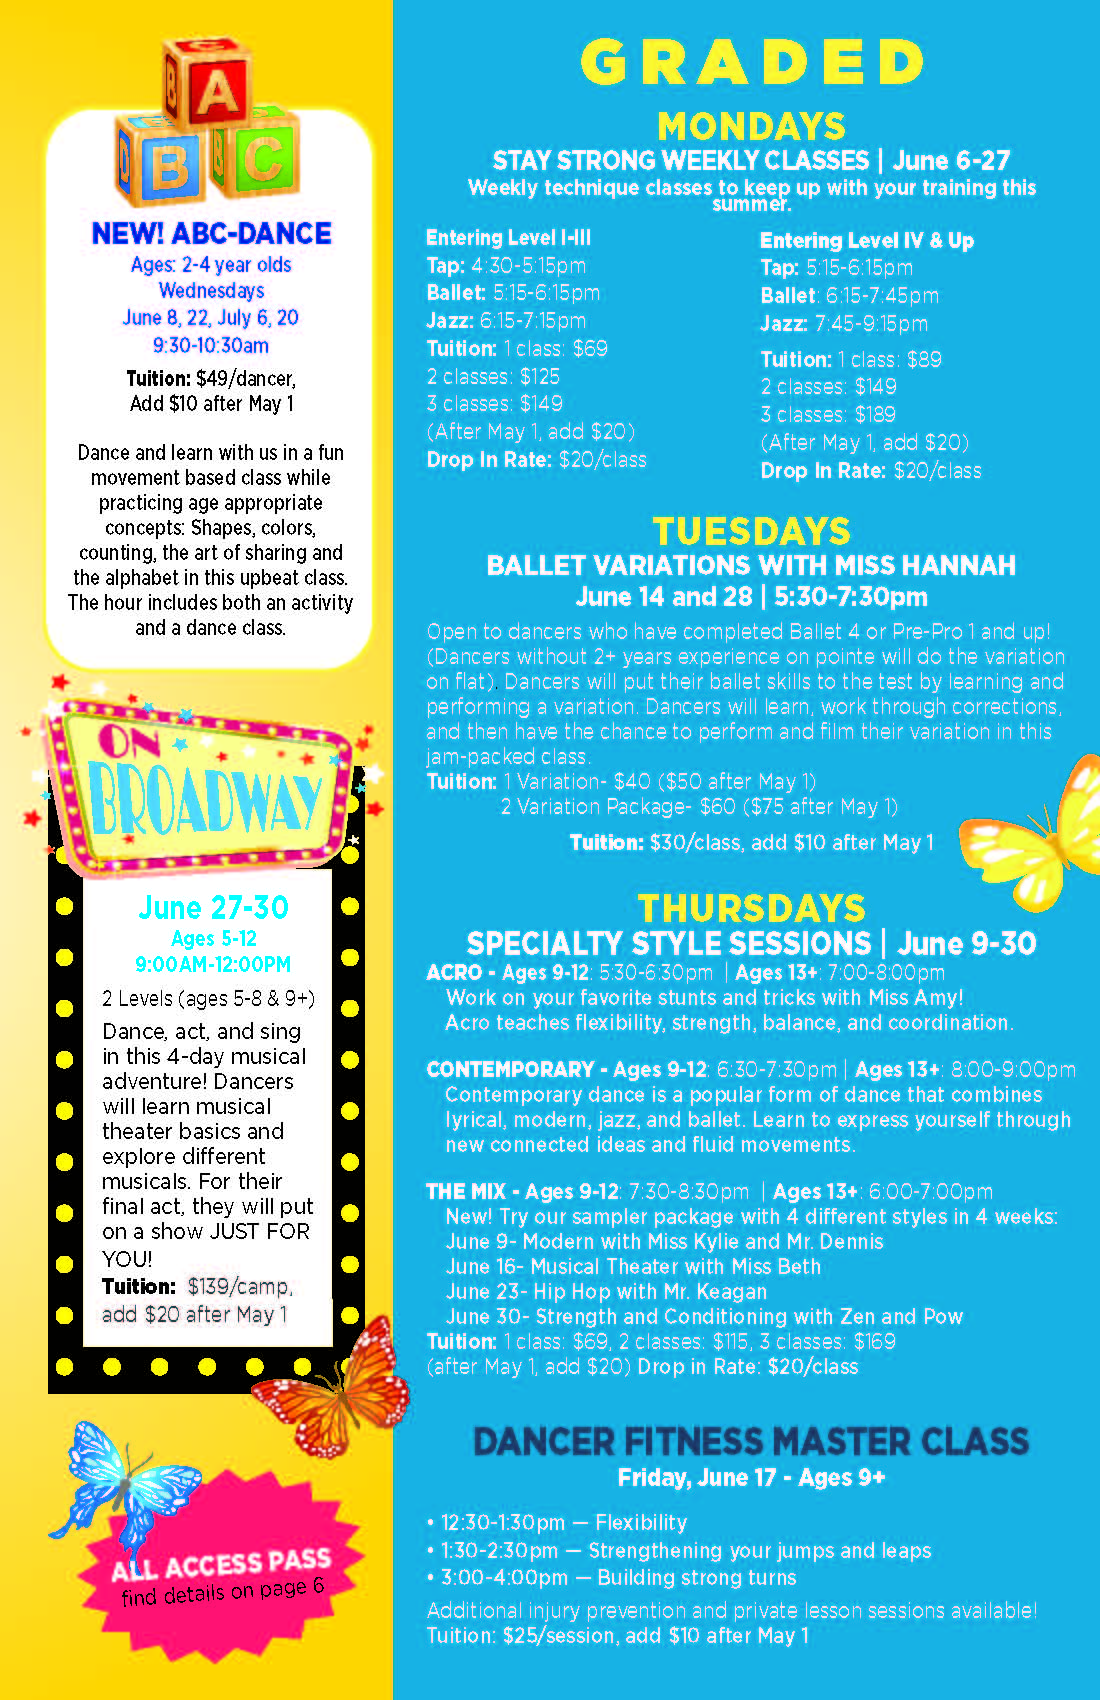 A
B
C
NEW! ABC-DANCE
Ages: 2-4 year olds
Wednesdays
June 8, 22, July 6, 20
9:30-10:30am
Tuition: $49/dancer,
Add $10 after May 1
Dance and learn with us in a fun
movement based class while
practicing age appropriate
concepts: Shapes, colors,
counting, the art of sharing and
the alphabet in this upbeat class.
The hour includes both an activity
and a dance class.
ON
BROADWAY
June 27-30
Ages 5-12
9:00AM-12:00PM
2 Levels (ages 5-8 & 9+)
Dance, act, and sing
in this 4-day musical
adventure! Dancers
will learn musical
theater basics and
explore different
musicals. For their
final act, they will put
on a show JUST FOR
YOU!
Tuition: $139/camp,
add $20 after May 1
ALL ACCESS PASS
find details on page 6
GRADED
MONDAYS
STAY STRONG WEEKLY CLASSES | June 6-27
Weekly technique classes to keep up with your training this
summer.
Entering Level I-III
Tap: 4:30-5:15pm
Ballet: 5:15-6:15pm
Jazz: 6:15-7:15pm
Tuition: 1 class: $69
2 classes: $125
3 classes: $149
(After May 1, add $20)
Drop In Rate: $20/class
Entering Level IV & Up
Tap: 5:15-6:15pm
Ballet: 6:15-7:45pm
Jazz: 7:45-9:15pm
Tuition: 1 class: $89
2 classes: $149
3 classes: $189
(After May 1, add $20)
Drop In Rate: $20/class
TUESDAYS
BALLET VARIATIONS WITH MISS HANNAH
June 14 and 28 | 5:30-7:30pm
Open to dancers who have completed Ballet 4 or Pre-Pro 1 and up!
(Dancers without 2+ years experience on pointe will do the variation
on flat). Dancers will put their ballet skills to the test by learning and
performing a variation. Dancers will learn, work through corrections,
and then have the chance to perform and film their variation in this
jam-packed class.
Tuition: 1 Variation- $40 ($50 after May 1)
2 Variation Package- $60 ($75 after May 1)
Tuition: $30/class, add $10 after May 1
THURSDAYS
SPECIALTY STYLE SESSIONS | June 9-30
ACRO - Ages 9-12: 5:30-6:30pm | Ages 13+: 7:00-8:00pm
Work on your favorite stunts and tricks with Miss Amy!
Acro teaches flexibility, strength, balance, and coordination.
CONTEMPORARY - Ages 9-12: 6:30-7:30pm | Ages 13+: 8:00-9:00pm
Contemporary dance is a popular form of dance that combines
lyrical, modern, jazz, and ballet. Learn to express yourself through
new connected ideas and fluid movements.
THE MIX - Ages 9-12: 7:30-8:30pm | Ages 13+: 6:00-7:00pm
New! Try our sampler package with 4 different styles in 4 weeks:
June 9- Modern with Miss Kylie and Mr. Dennis
June 16- Musical Theater with Miss Beth
June 23- Hip Hop with Mr. Keagan
June 30- Strength and Conditioning with Zen and Pow
Tuition: 1 class: $69, 2 classes: $115, 3 classes: $169
(after May 1, add $20) Drop in Rate: $20/class
DANCER FITNESS MASTER CLASS
Friday, June 17 - Ages 9+
• 12:30-1:30pm — Flexibility
• 1:30-2:30pm — Strengthening your jumps and leaps
• 3:00-4:00pm — Building strong turns
Additional injury prevention and private lesson sessions available!
Tuition: $25/session, add $10 after May 1